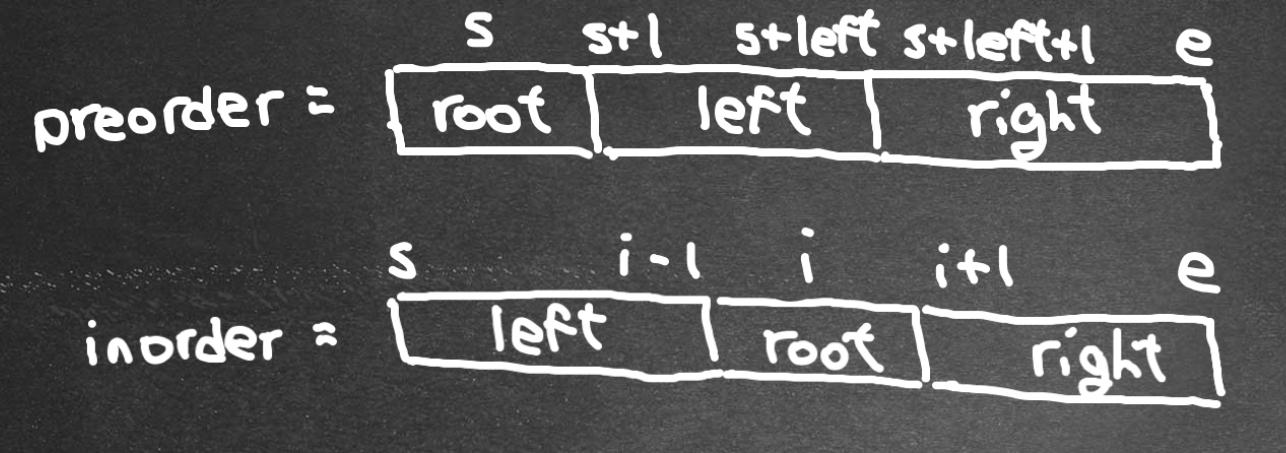 s s+1 s+left s+left+1 e
preorder = root left right
s i-1 i i+1 e
inorder = left root right